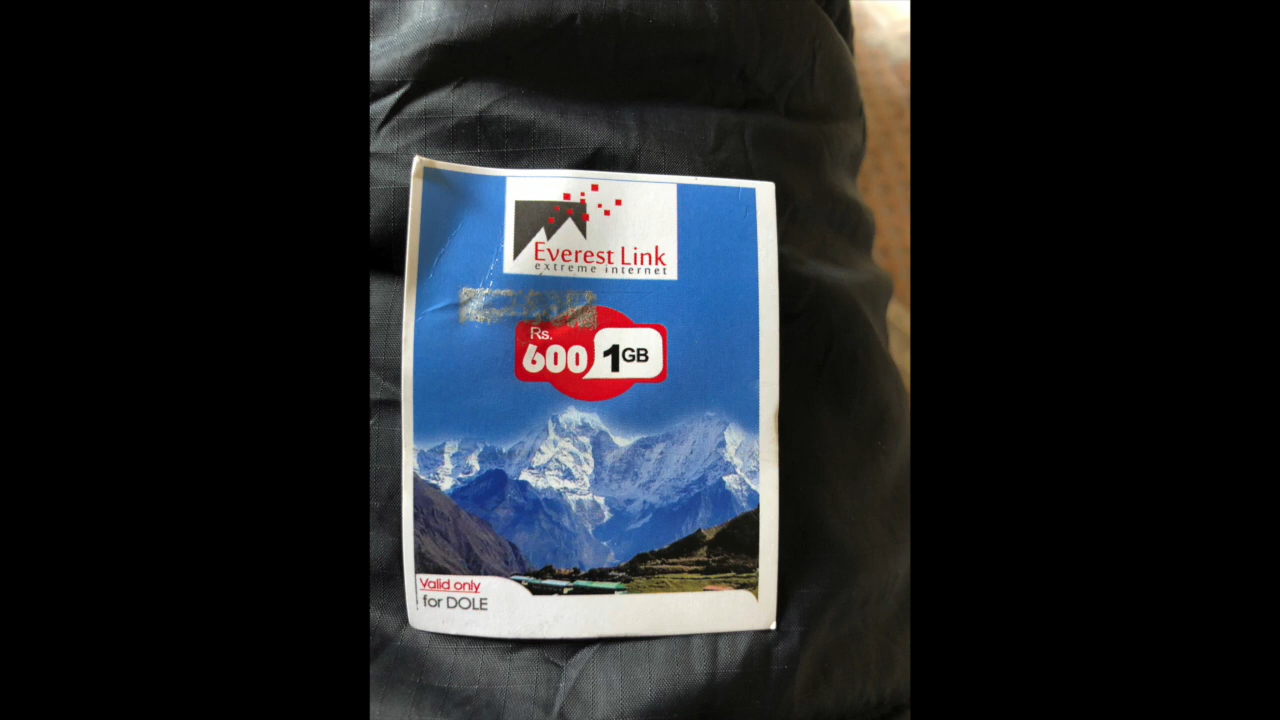 Everest Link
extreme internet
Rs.
600 1GB
Valid only
for DOLE